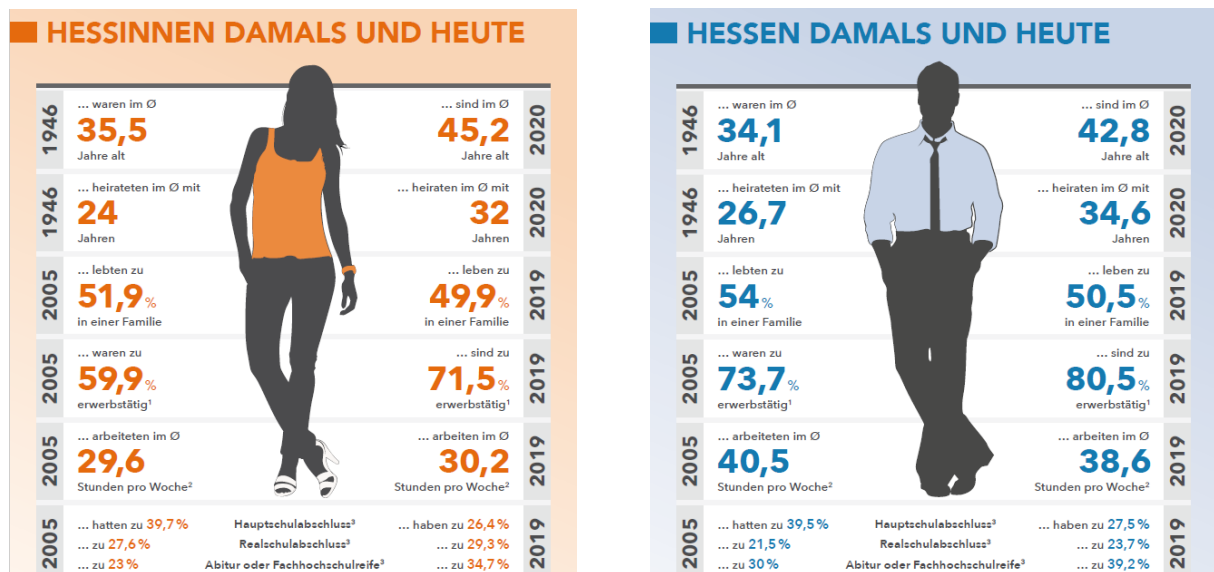 HESSINNEN DAMALS UND HEUTE
1946
... waren im Ø
35,5
Jahre alt
... sind im Ø
45,2
Jahre alt
2020
1946
... heirateten im Ø mit
24
Jahren
... heiraten im Ø mit
32
Jahren
2020
2005
... lebten zu
51,9 %
in einer Familie
... leben zu
49,9 %
in einer Familie
2019
2005
... waren zu
59,9 %
erwerbstätig¹
... sind zu
71,5 %
erwerbstätig¹
2019
2005
... arbeiteten im Ø
29,6
Stunden pro Woche²
... arbeiten im Ø
30,2
Stunden pro Woche²
2019
2005
... hatten zu 39,7 % Hauptschulabschluss³ ... haben zu 26,4 %
... zu 27,6 % Realschulabschluss³ ... zu 29,3 %
... zu 23 % Abitur oder Fachhochschulreife³ ... zu 34,7 %
2019
HESSEN DAMALS UND HEUTE
1946
... waren im Ø
34,1
Jahre alt
... sind im Ø
42,8
Jahre alt
2020
1946
... heirateten im Ø mit
26,7
Jahren
... heiraten im Ø mit
34,6
Jahren
2020
2005
... lebten zu
54 %
in einer Familie
... leben zu
50,5 %
in einer Familie
2019
2005
... waren zu
73,7 %
erwerbstätig¹
... sind zu
80,5 %
erwerbstätig¹
2019
2005
... arbeiteten im Ø
40,5
Stunden pro Woche²
... arbeiten im Ø
38,6
Stunden pro Woche²
2019
2005
... hatten zu 39,5 % Hauptschulabschluss³ ... haben zu 27,5 %
... zu 21,5 % Realschulabschluss³ ... zu 23,7 %
... zu 30 % Abitur oder Fachhochschulreife³ ... zu 39,2 %
2019